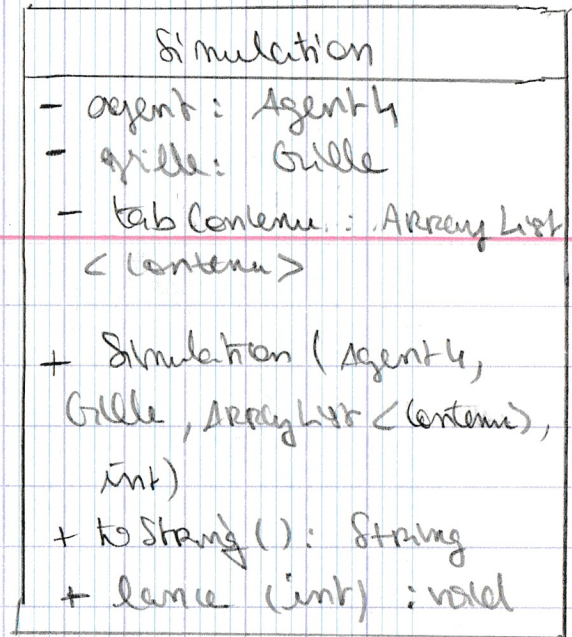 Simulation
- agent : Agent4
- grille : Grille
- tabContenu : ArrayList
<Contenu>
+ Simulation (Agent4,
Grille, ArrayList <Contenu>,
int)
+ toString () : String
+ lance (int) : void